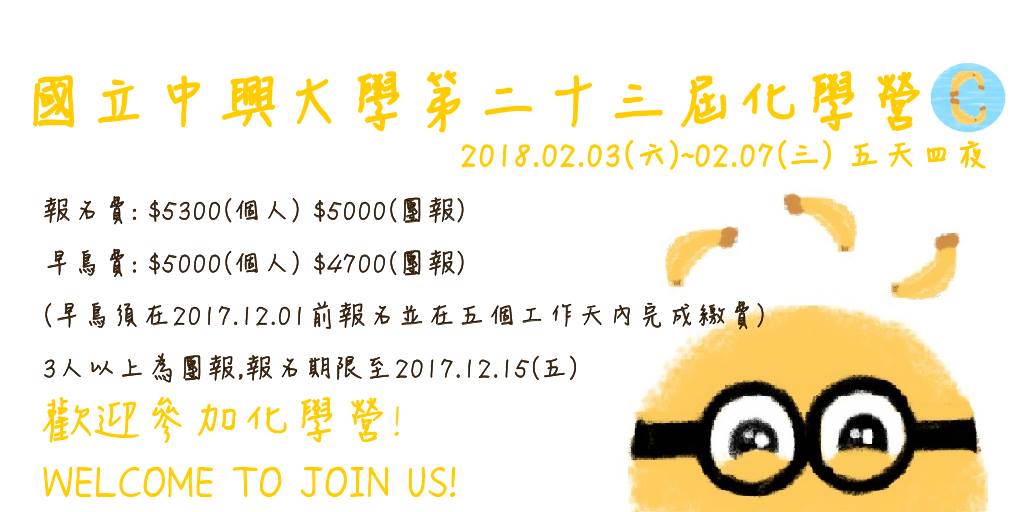 國立中興大學第二十三屆化學營
C
2018.02.03(六)~02.07(三) 五天四夜
報名費: $5300(個人) $5000(團報)
早鳥費: $5000(個人) $4700(團報)
(早鳥須在2017.12.01前報名並在五個工作天內完成繳費)
3人以上為團報,報名期限至2017.12.15(五)
歡迎參加化學營!
WELCOME TO JOIN US!